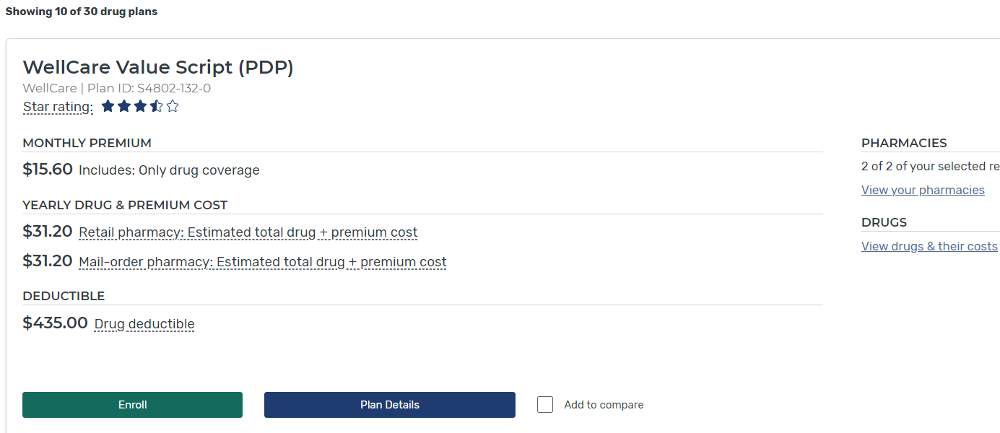 Showing 10 of 30 drug plans
WellCare Value Script (PDP)
WellCare | Plan ID: S4802-132-0
Star rating:
MONTHLY PREMIUM
$15.60 Includes: Only drug coverage
YEARLY DRUG & PREMIUM COST
$31.20 Retail pharmacy: Estimated total drug + premium cost
$31.20 Mail-order pharmacy: Estimated total drug + premium cost
DEDUCTIBLE
$435.00 Drug deductible
PHARMACIES
2 of 2 of your selected re
View your pharmacies
DRUGS
View drugs & their costs
Enroll
Plan Details
Add to compare